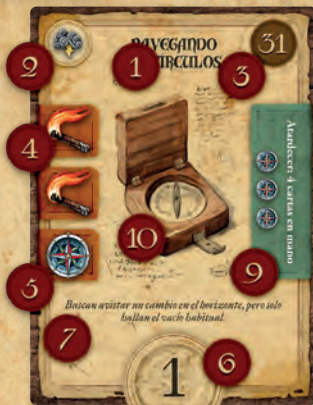 2
1
NAVEGANDO
3
31
4
5
10
Atardecer: 4 cartas en mano
9
Buscan avistar un cambio en el horizonte, pero solo
hallan el vacío habitual.
7
1
6